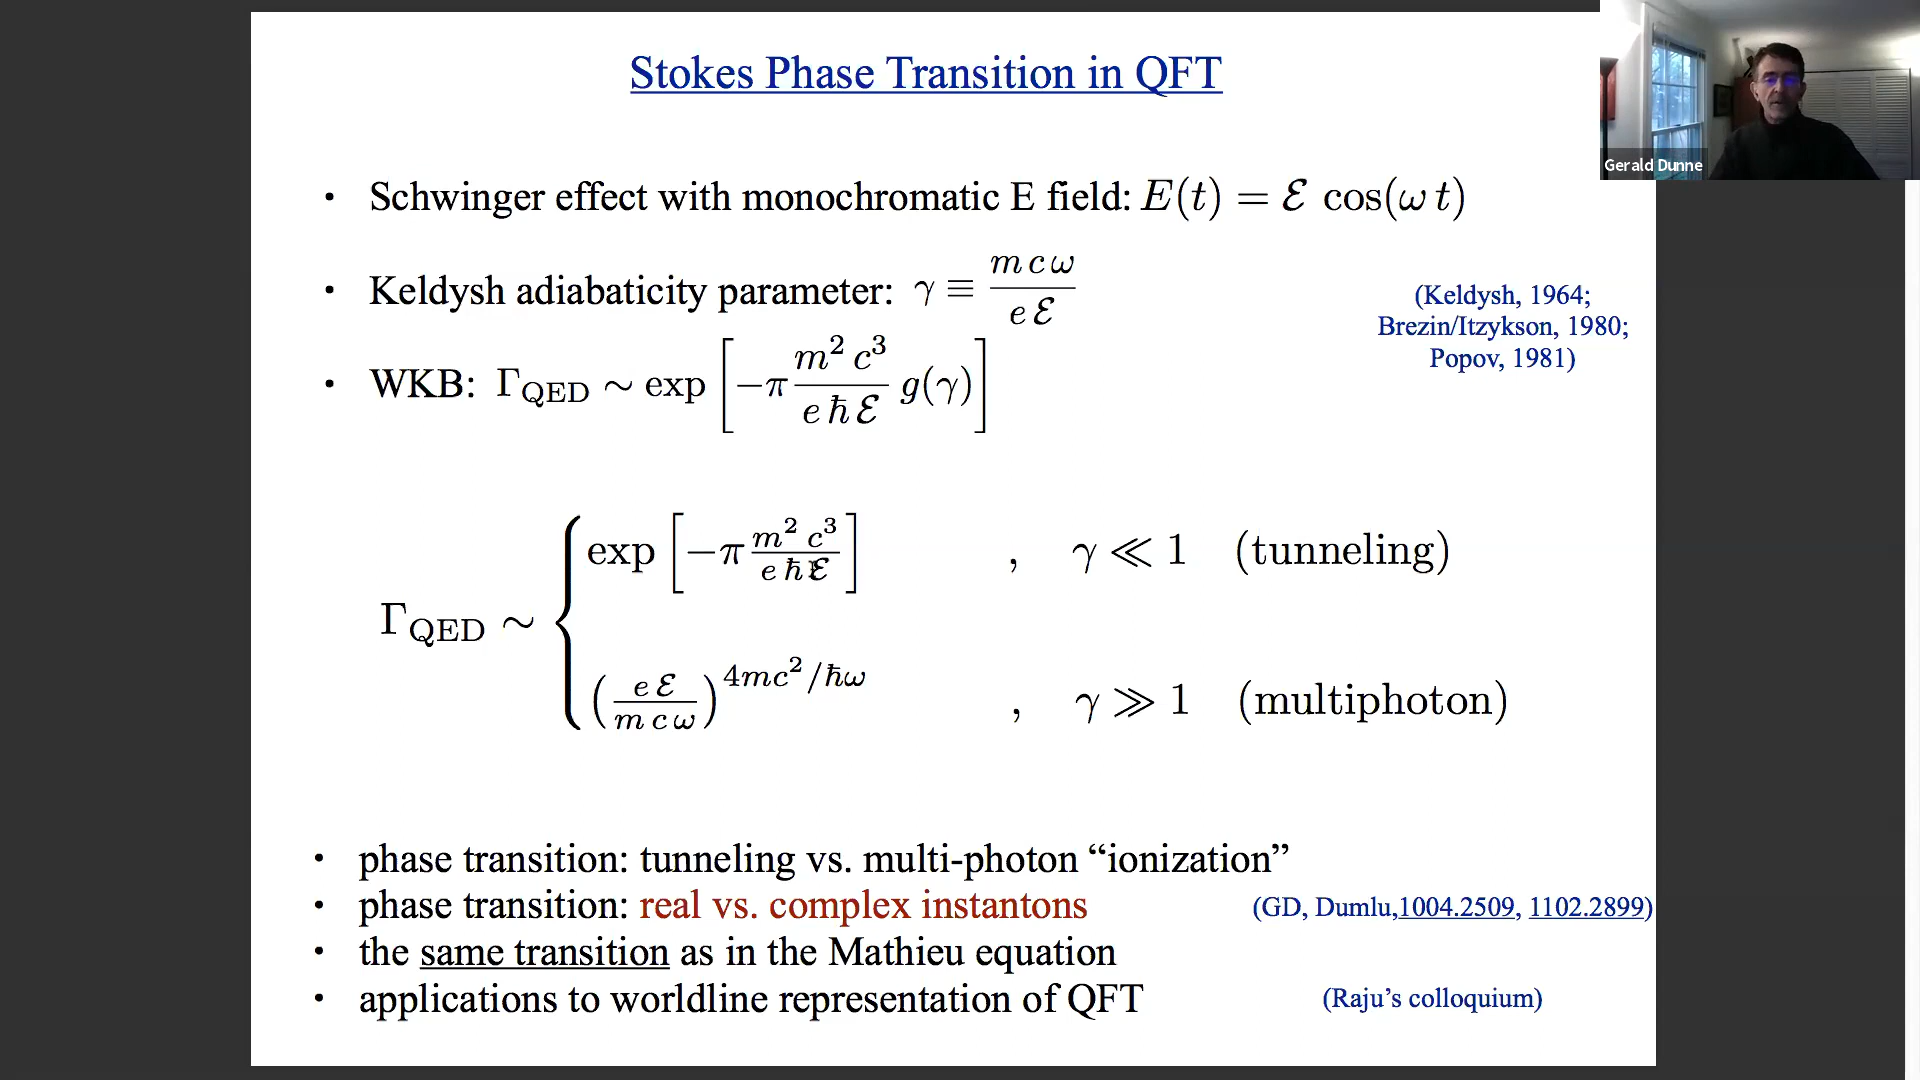 Stokes Phase Transition in QFT
Gerald Dunne
• Schwinger effect with monochromatic E field: E(t) = ℰ cos(ω t)
• Keldysh adiabaticity parameter: γ ≡ m c ω / e ℰ
(Keldysh, 1964;
Brezin/Itzykson, 1980;
Popov, 1981)
• WKB: Γ_QED ∼ exp [−π m² c³ / e ħ ℰ g(γ)]
Γ_QED ∼ { exp [−π m² c³ / e ħ ℰ] , γ ≪ 1 (tunneling)
(e ℰ / m c ω)^{4mc²/ħω} , γ ≫ 1 (multiphoton)
• phase transition: tunneling vs. multi-photon “ionization”
• phase transition: real vs. complex instantons (GD, Dumlu,1004.2509, 1102.2899)
• the same transition as in the Mathieu equation
• applications to worldline representation of QFT (Raju’s colloquium)